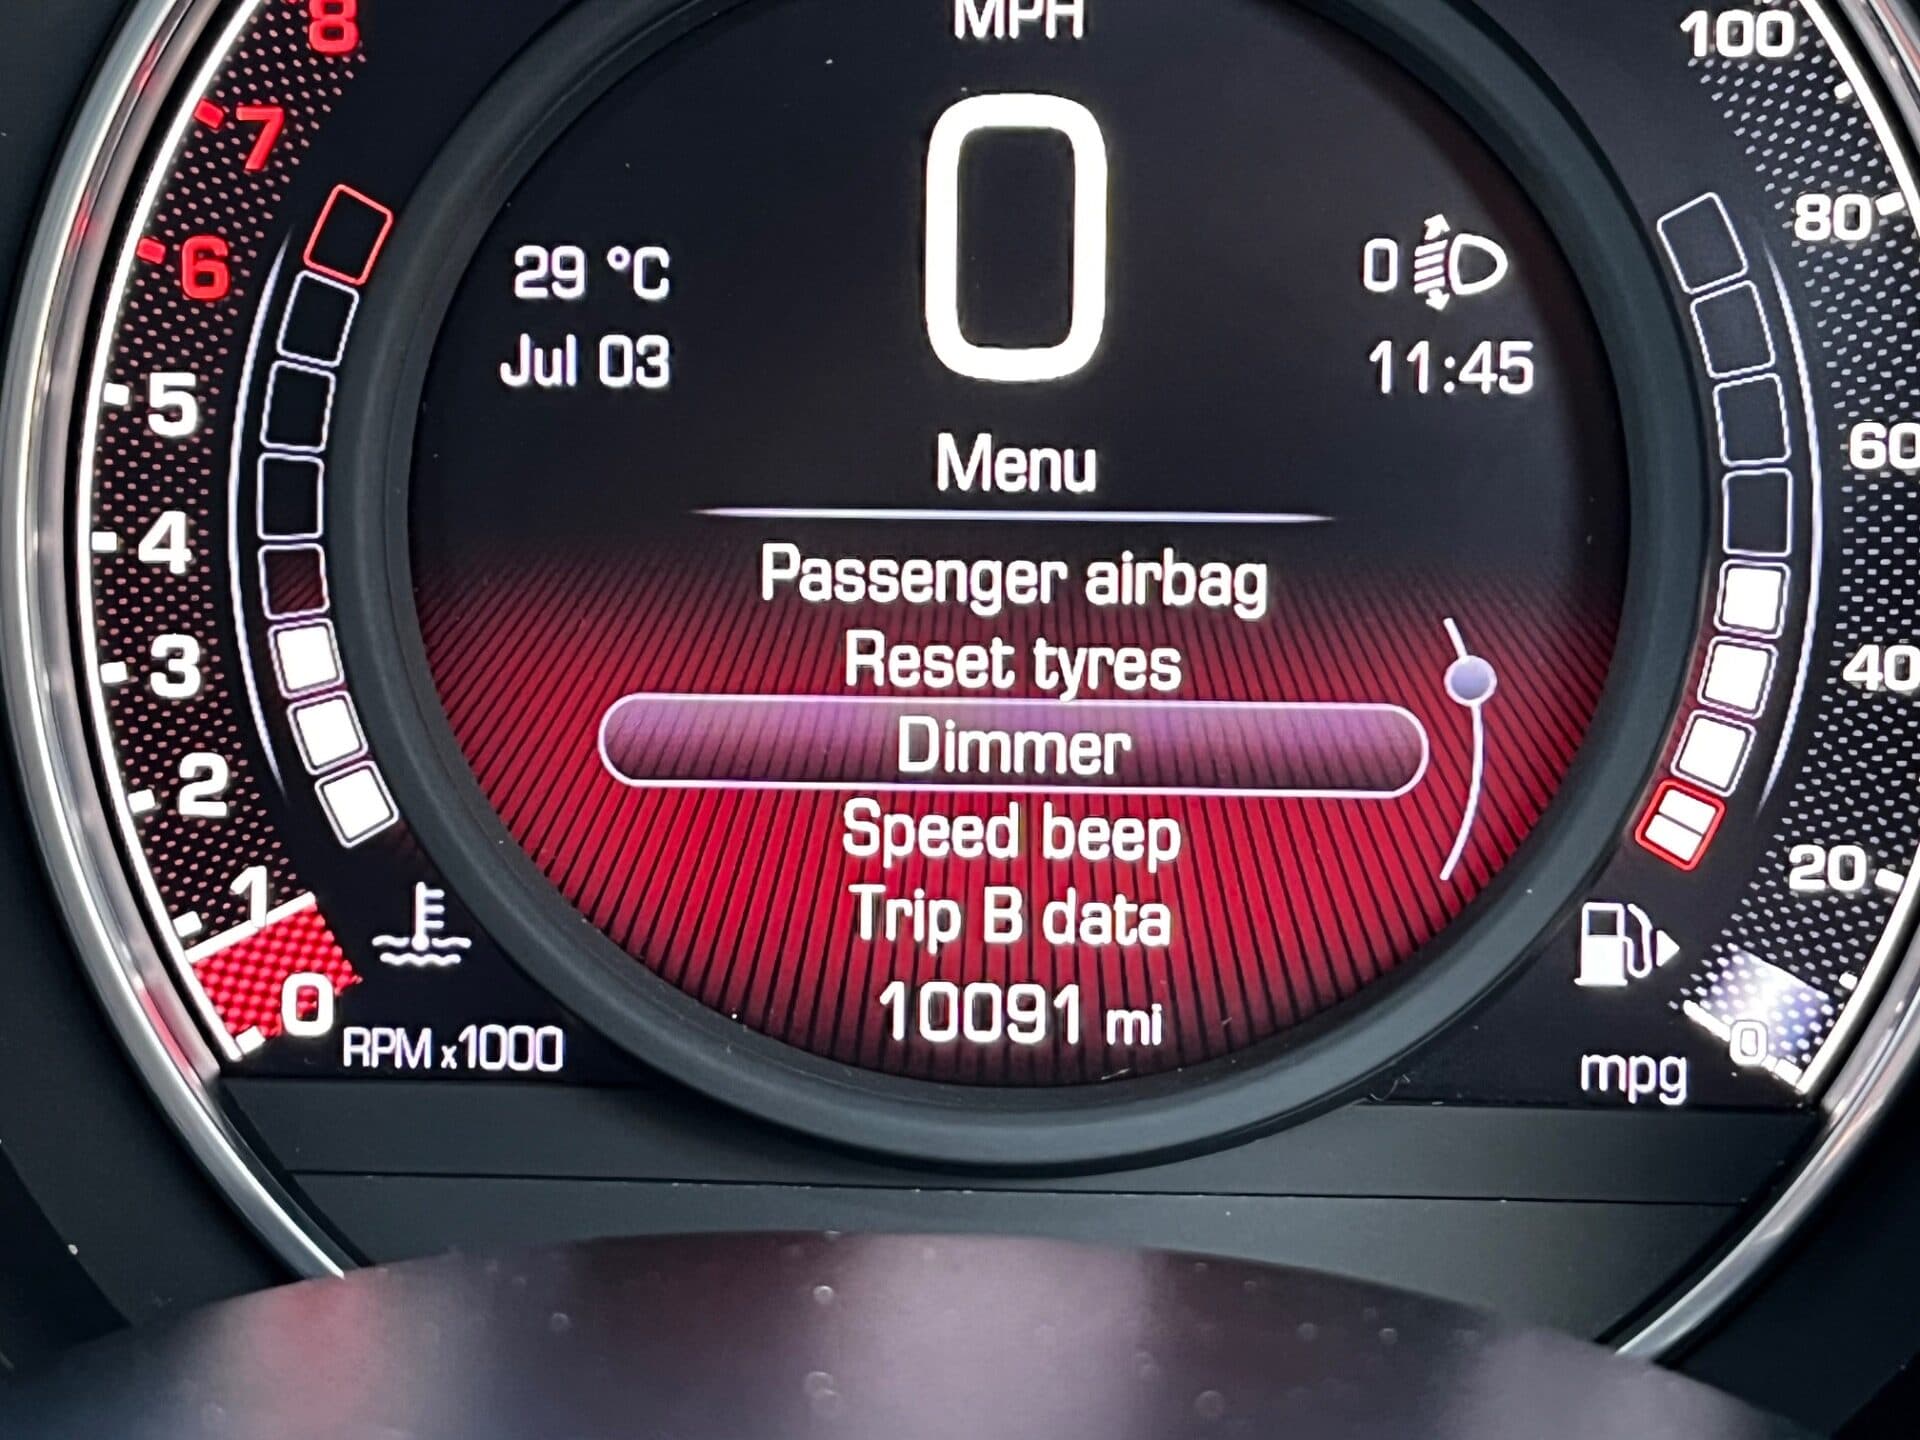 MPH
0
29 °C
0
Jul 03
11:45
Menu
Passenger airbag
Reset tyres
Dimmer
Speed beep
Trip B data
10091 mi
8
7
6
5
4
3
2
1
0
RPM x1000
100
80
60
40
20
0
mpg